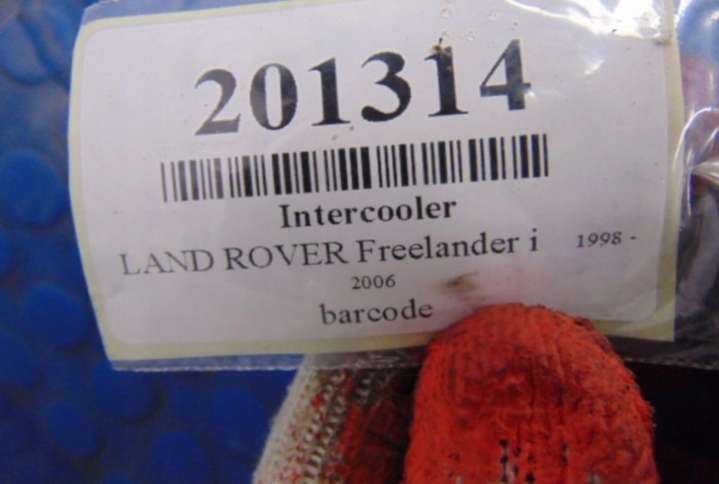 201314
Intercooler
LAND ROVER Freelander i 1998 -
2006
barcode